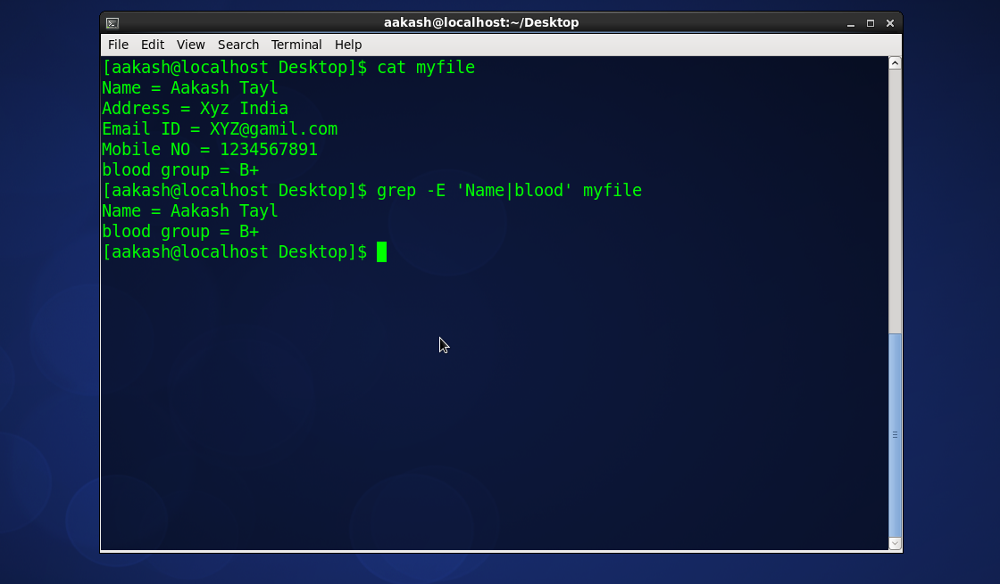 aakash@localhost:~/Desktop
File Edit View Search Terminal Help
[aakash@localhost Desktop]$ cat myfile
Name = Aakash Tayl
Address = Xyz India
Email ID = XYZ@gamil.com
Mobile NO = 1234567891
blood group = B+
[aakash@localhost Desktop]$ grep -E 'Name|blood' myfile
Name = Aakash Tayl
blood group = B+
[aakash@localhost Desktop]$